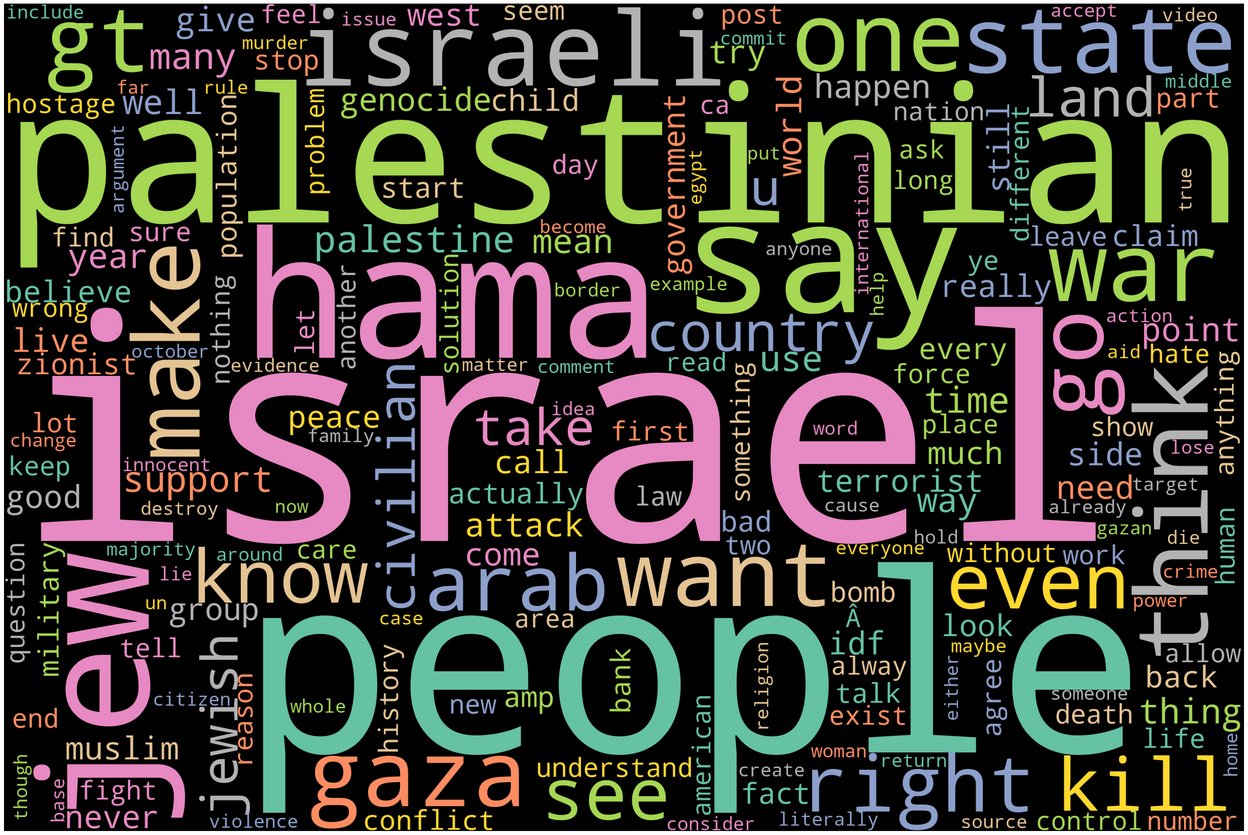 include
give
feel
issue
west
seem
post
accept
video
gt
many
murder
stop
israeli
commit
try
one
state
far
rule
hostage
well
genocide
child
ca
world
happen
nation
land
middle
part
palestinian
argument
population
problem
start
day
government
egypt
put
u
international
ask
long
still
different
true
find
sure
year
palestine
become
mean
say
anyone
help
leave
claim
ye
really
war
believe
wrong
make
nothing
hama
let
another
solution
border
example
country
go
action
point
live
zionist
october
evidence
matter
comment
read
use
every
force
aid
hate
think
anything
israel
lot
change
keep
good
innocent
support
destroy
now
peace
family
civilian
take
idea
call
actually
attack
first
law
something
word
bad
two
cause
terrorist
way
time
place
much
show
side
lose
need
target
already
gazan
question
military
majority
lie
un
jew
around
care
know
group
come
arab
case
area
want
everyone
hold
without
work
die
crime
human
even
power
bomb
Â
idf
look
maybe
people
tell
citizen
jewish
reason
whole
history
new
amp
bank
american
religion
alway
talk
exist
either
agree
someone
death
allow
back
thing
life
home
end
muslim
though
base
fight
never
violence
gaza
conflict
understand
see
consider
create
fact
woman
return
right
literally
source
kill
control
number